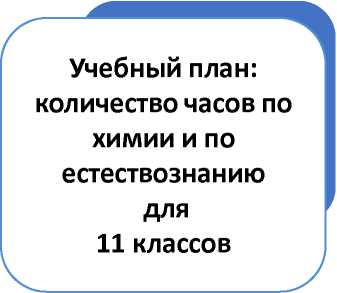 Учебный план:
количество часов по
химии и по
естествознанию
для
11 классов